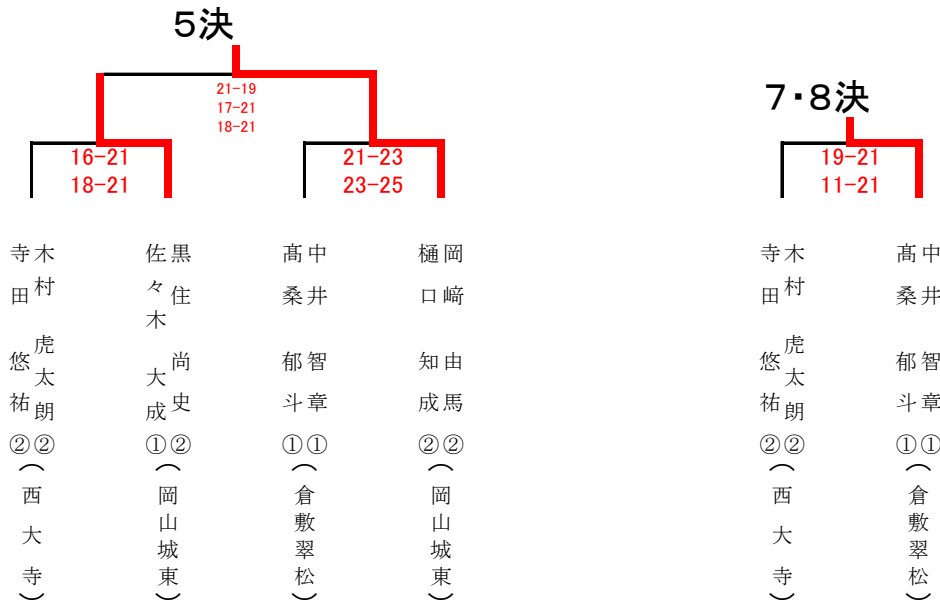 5決
21-19
17-21
18-21
16-21
18-21
21-23
23-25
木村 虎太朗②
寺田 悠祐②
(西大寺)
黒住 尚史②
佐々木 大成①
(岡山城東)
中井 智章①
髙桑 郁斗①
(倉敷翠松)
岡﨑 由馬②
樋口 知成②
(岡山城東)
7・8決
19-21
11-21
木村 虎太朗②
寺田 悠祐②
(西大寺)
中井 智章①
髙桑 郁斗①
(倉敷翠松)